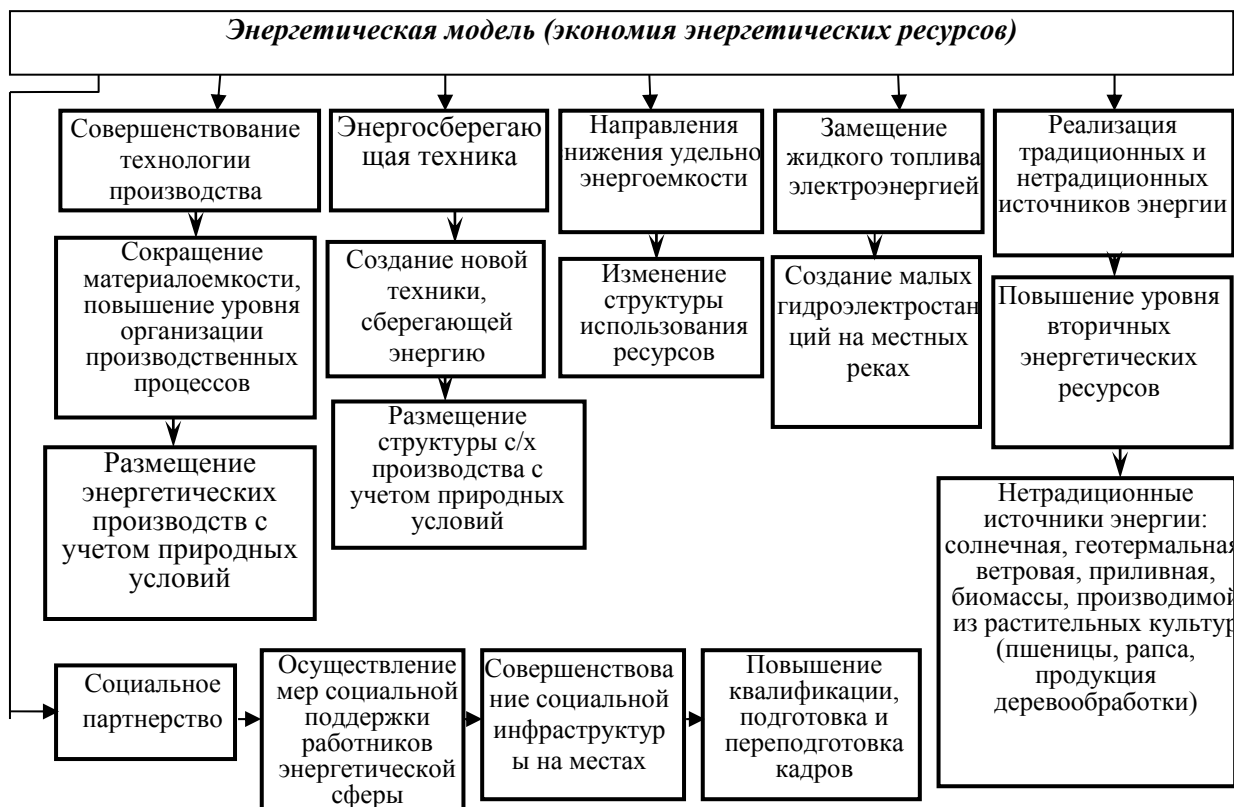 Энергетическая модель (экономия энергетических ресурсов)
Совершенствование
технологии
производства
Энергосберегаю
щая техника
Направления
снижения удельно
энергоемкости
Замещение
жидкого топлива
электроэнергией
Реализация
традиционных и
нетрадиционных
источников энергии
Сокращение
материалоемкости,
повышение уровня
организации
производственных
процессов
Создание новой
техники,
сберегающей
энергию
Изменение
структуры
использования
ресурсов
Создание малых
гидроэлектростан
ций на местных
реках
Повышение уровня
вторичных
энергетических
ресурсов
Размещение
энергетических
производств с
учетом природных
условий
Размещение
структуры с/х
производства с
учетом природных
условий
Нетрадиционные
источники энергии:
солнечная, геотермальная
ветровая, приливная,
биомассы, производимой
из растительных культур
(пшеницы, рапса,
продукция
деревообработки)
Социальное
партнерство
Осуществление
мер социальной
поддержки
работников
энергетической
сферы
Совершенствова
ние социальной
инфраструктур
ы на местах
Повышение
квалификации,
подготовка и
переподготовка
кадров